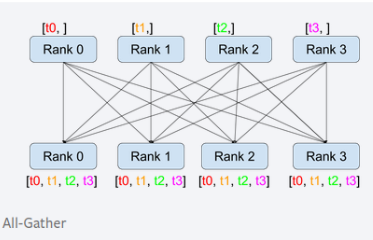 [t0, ] [t1,] [t2,] [t3, ]
Rank 0 Rank 1 Rank 2 Rank 3
Rank 0 Rank 1 Rank 2 Rank 3
[t0, t1, t2, t3] [t0, t1, t2, t3] [t0, t1, t2, t3] [t0, t1, t2, t3]
All-Gather